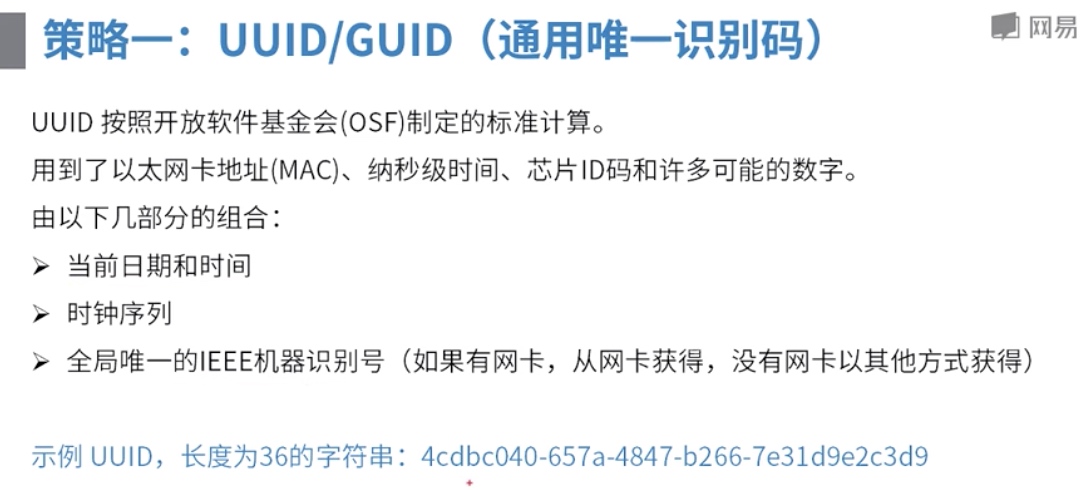 策略一：UUID/GUID（通用唯一识别码）
网易
UUID 按照开放软件基金会(OSF)制定的标准计算。
用到了以太网卡地址(MAC)、纳秒级时间、芯片ID码和许多可能的数字。
由以下几部分的组合：
➢ 当前日期和时间
➢ 时钟序列
➢ 全局唯一的IEEE机器识别号（如果有网卡，从网卡获得，没有网卡以其他方式获得）
示例 UUID，长度为36的字符串：4cdbc040-657a-4847-b266-7e31d9e2c3d9